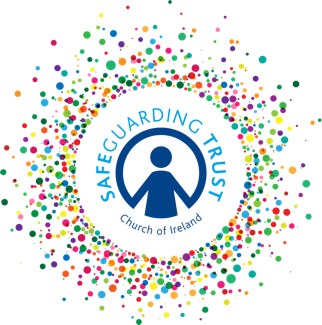 SAFEGUARDING TRUST
Church of Ireland